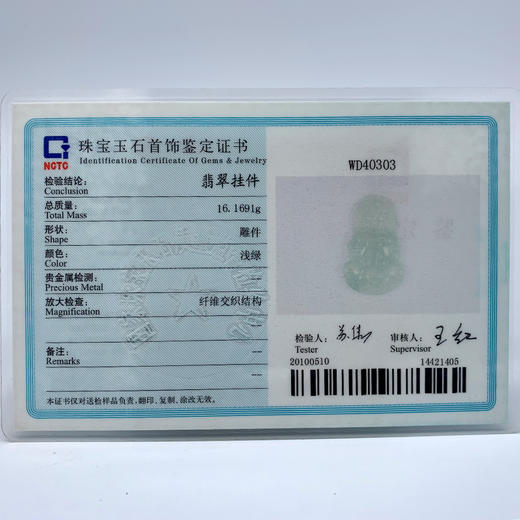 NGTC
珠宝玉石首饰鉴定证书
Identification Certificate Of Gems & Jewelry
检验结论:
Conclusion
翡翠挂件
总质量:
Total Mass
16.1691g
形状:
Shape
雕件
颜色:
Color
浅绿
贵金属检测:
Precious Metal
---
放大检查:
Magnification
纤维交织结构
---
备注:
Remarks
---
本证书仅对送检样品负责,翻印、复制、涂改无效。
WD40303
检验人:
Tester
苏伟
审核人:
Supervisor
王红
20100510
14421405